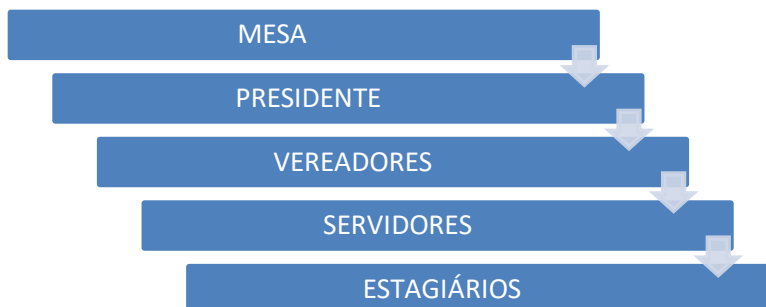 MESA
PRESIDENTE
VEREADORES
SERVIDORES
ESTAGIÁRIOS